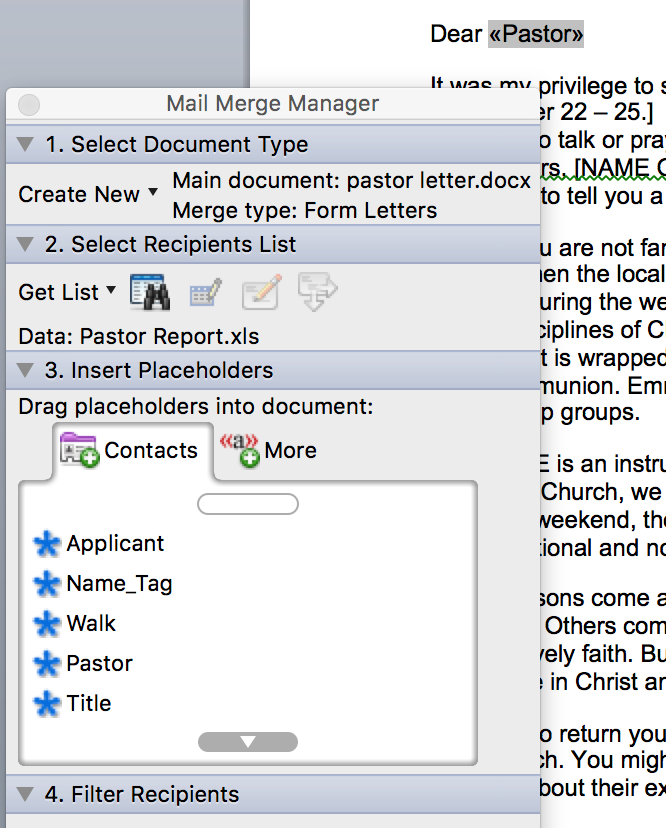 Dear «Pastor»
It was my privilege to s
er 22 – 25.]
o talk or pra
rs, [NAME
to tell you a
Mail Merge Manager
1. Select Document Type
Create New
Main document: pastor letter.docx
Merge type: Form Letters
2. Select Recipients List
Get List
Data: Pastor Report.xls
3. Insert Placeholders
Drag placeholders into document:
Contacts
«a» More
Applicant
Name_Tag
Walk
Pastor
Title
4. Filter Recipients
u are not far
en the local
uring the we
ciplines of C
t is wrapped
munion. Em
p groups.
E is an instru
Church, we
weekend, the
tional and no
sons come a
Others com
vely faith. Bu
e in Christ an
o return you
ch. You migh
bout their ex